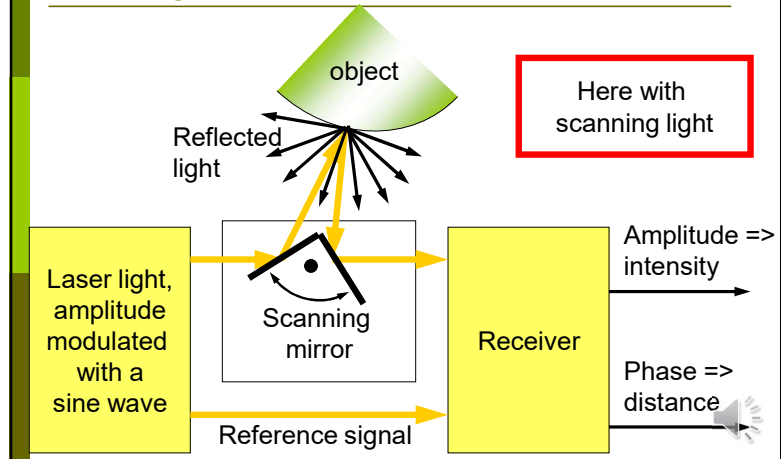 object
Here with
scanning light
Reflected
light
Laser light,
amplitude
modulated
with a
sine wave
Scanning
mirror
Receiver
Amplitude =>
intensity
Phase =>
distance
Reference signal